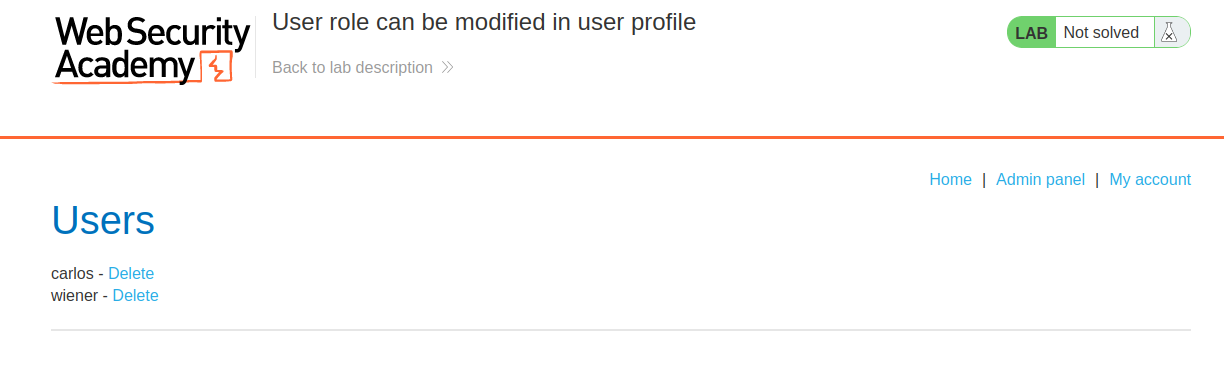 Web Security
Academy
User role can be modified in user profile
Back to lab description
LAB Not solved
Home | Admin panel | My account
Users
carlos - Delete
wiener - Delete